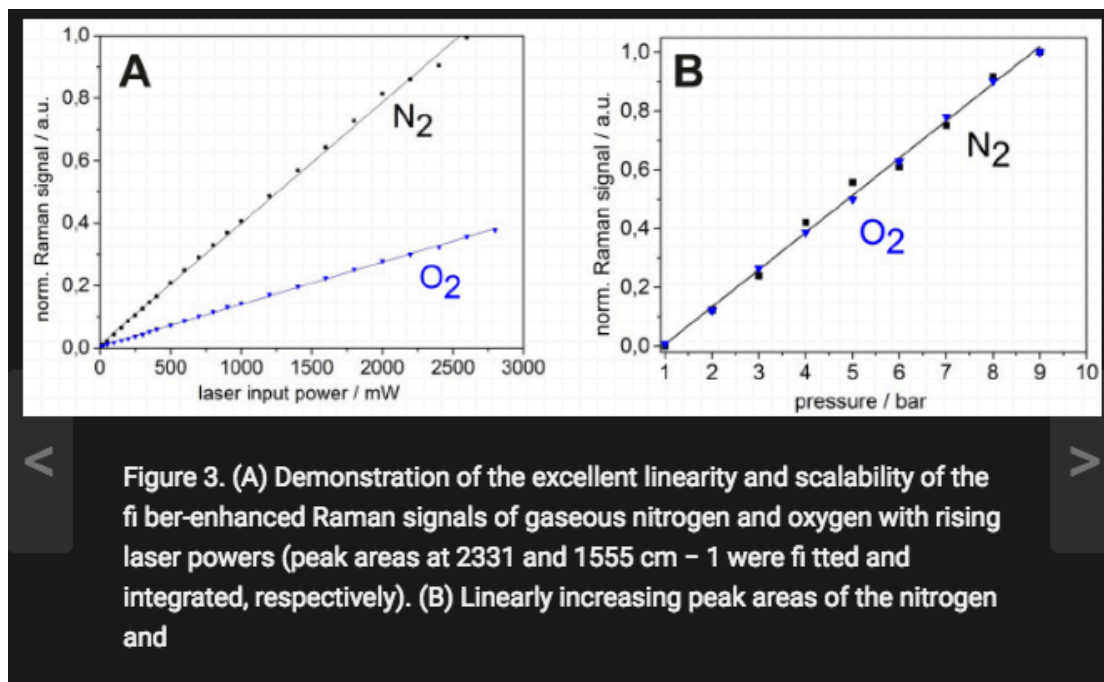 A
norm. Raman signal / a.u.
1,0
0,8
0,6
0,4
0,2
0,0
N2
O2
0 500 1000 1500 2000 2500 3000
laser input power / mW
B
norm. Raman signal / a.u.
1,0
0,8
0,6
0,4
0,2
0,0
N2
O2
1 2 3 4 5 6 7 8 9 10
pressure / bar
<
>
Figure 3. (A) Demonstration of the excellent linearity and scalability of the
fi ber-enhanced Raman signals of gaseous nitrogen and oxygen with rising
laser powers (peak areas at 2331 and 1555 cm − 1 were fi tted and
integrated, respectively). (B) Linearly increasing peak areas of the nitrogen
and